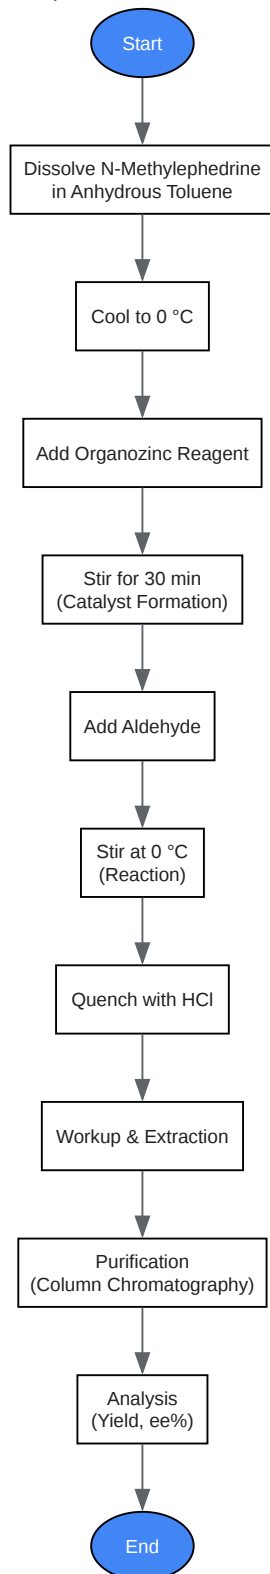 Start
Dissolve N-Methylephedrine
in Anhydrous Toluene
Cool to 0 °C
Add Organozinc Reagent
Stir for 30 min
(Catalyst Formation)
Add Aldehyde
Stir at 0 °C
(Reaction)
Quench with HCl
Workup & Extraction
Purification
(Column Chromatography)
Analysis
(Yield, ee%)
End